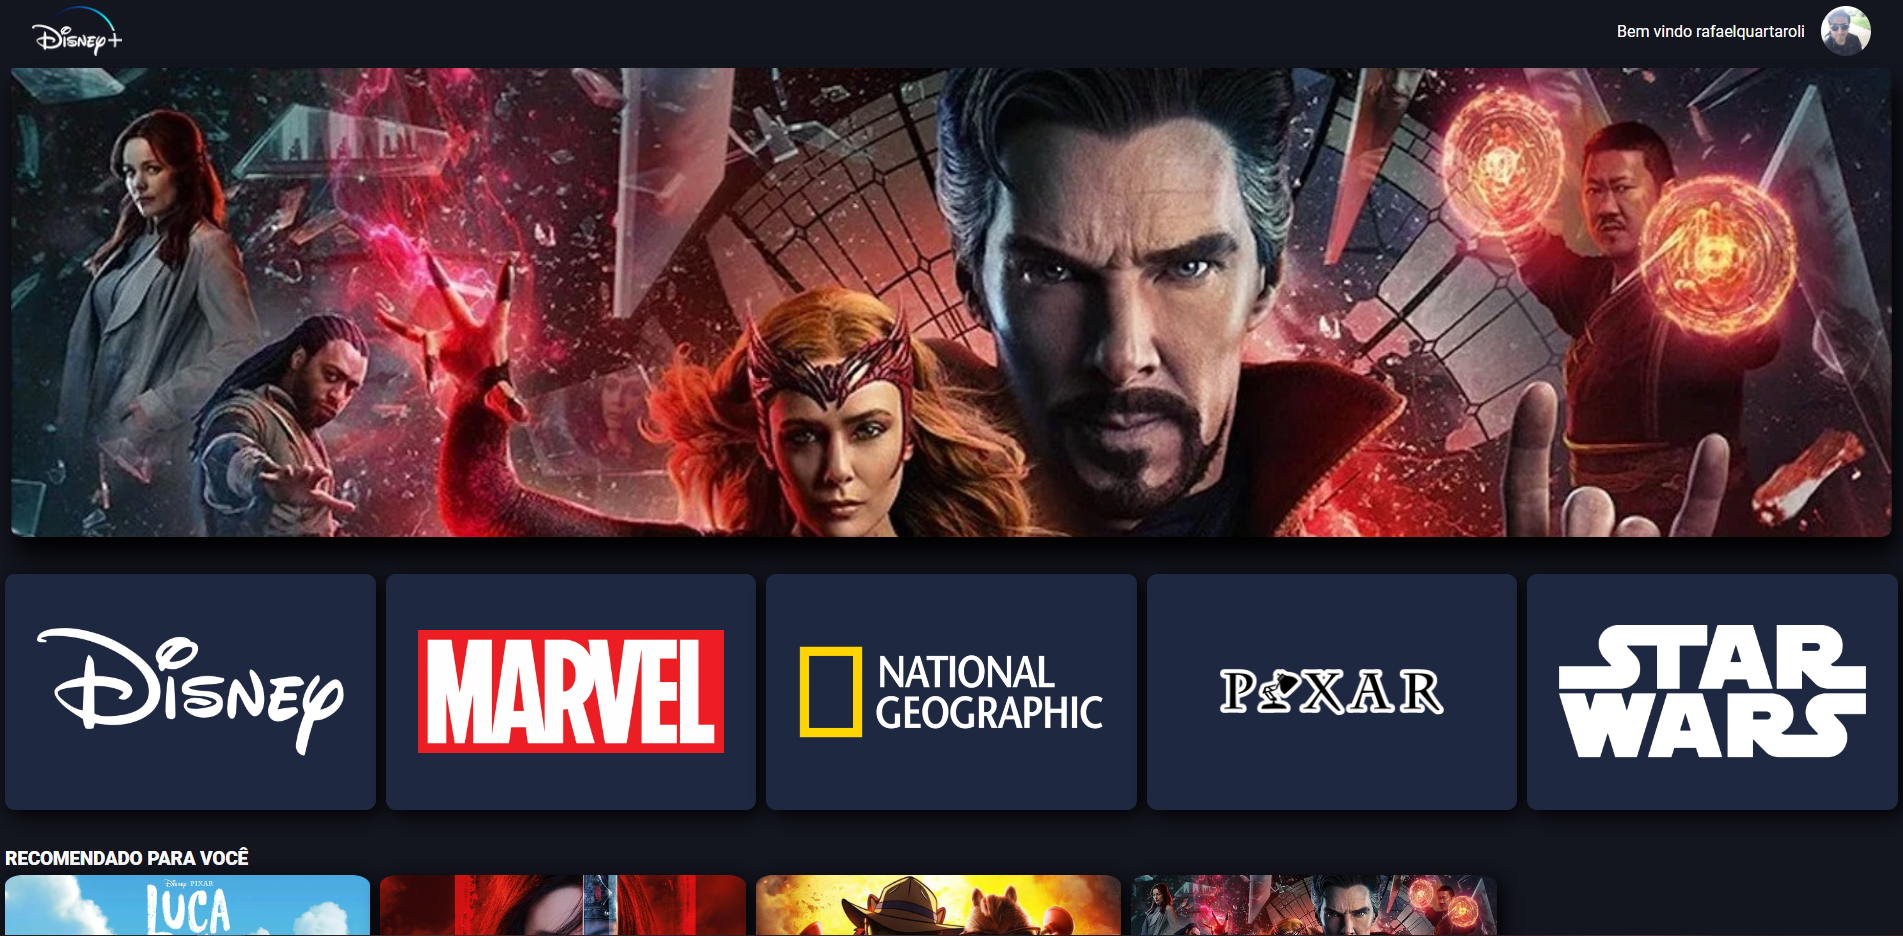 Disney+
Bem vindo rafaelquartaroli
Disney
MARVEL
NATIONAL
GEOGRAPHIC
PIXAR
STAR
WARS
RECOMENDADO PARA VOCÊ
Disney PIXAR
LUCA